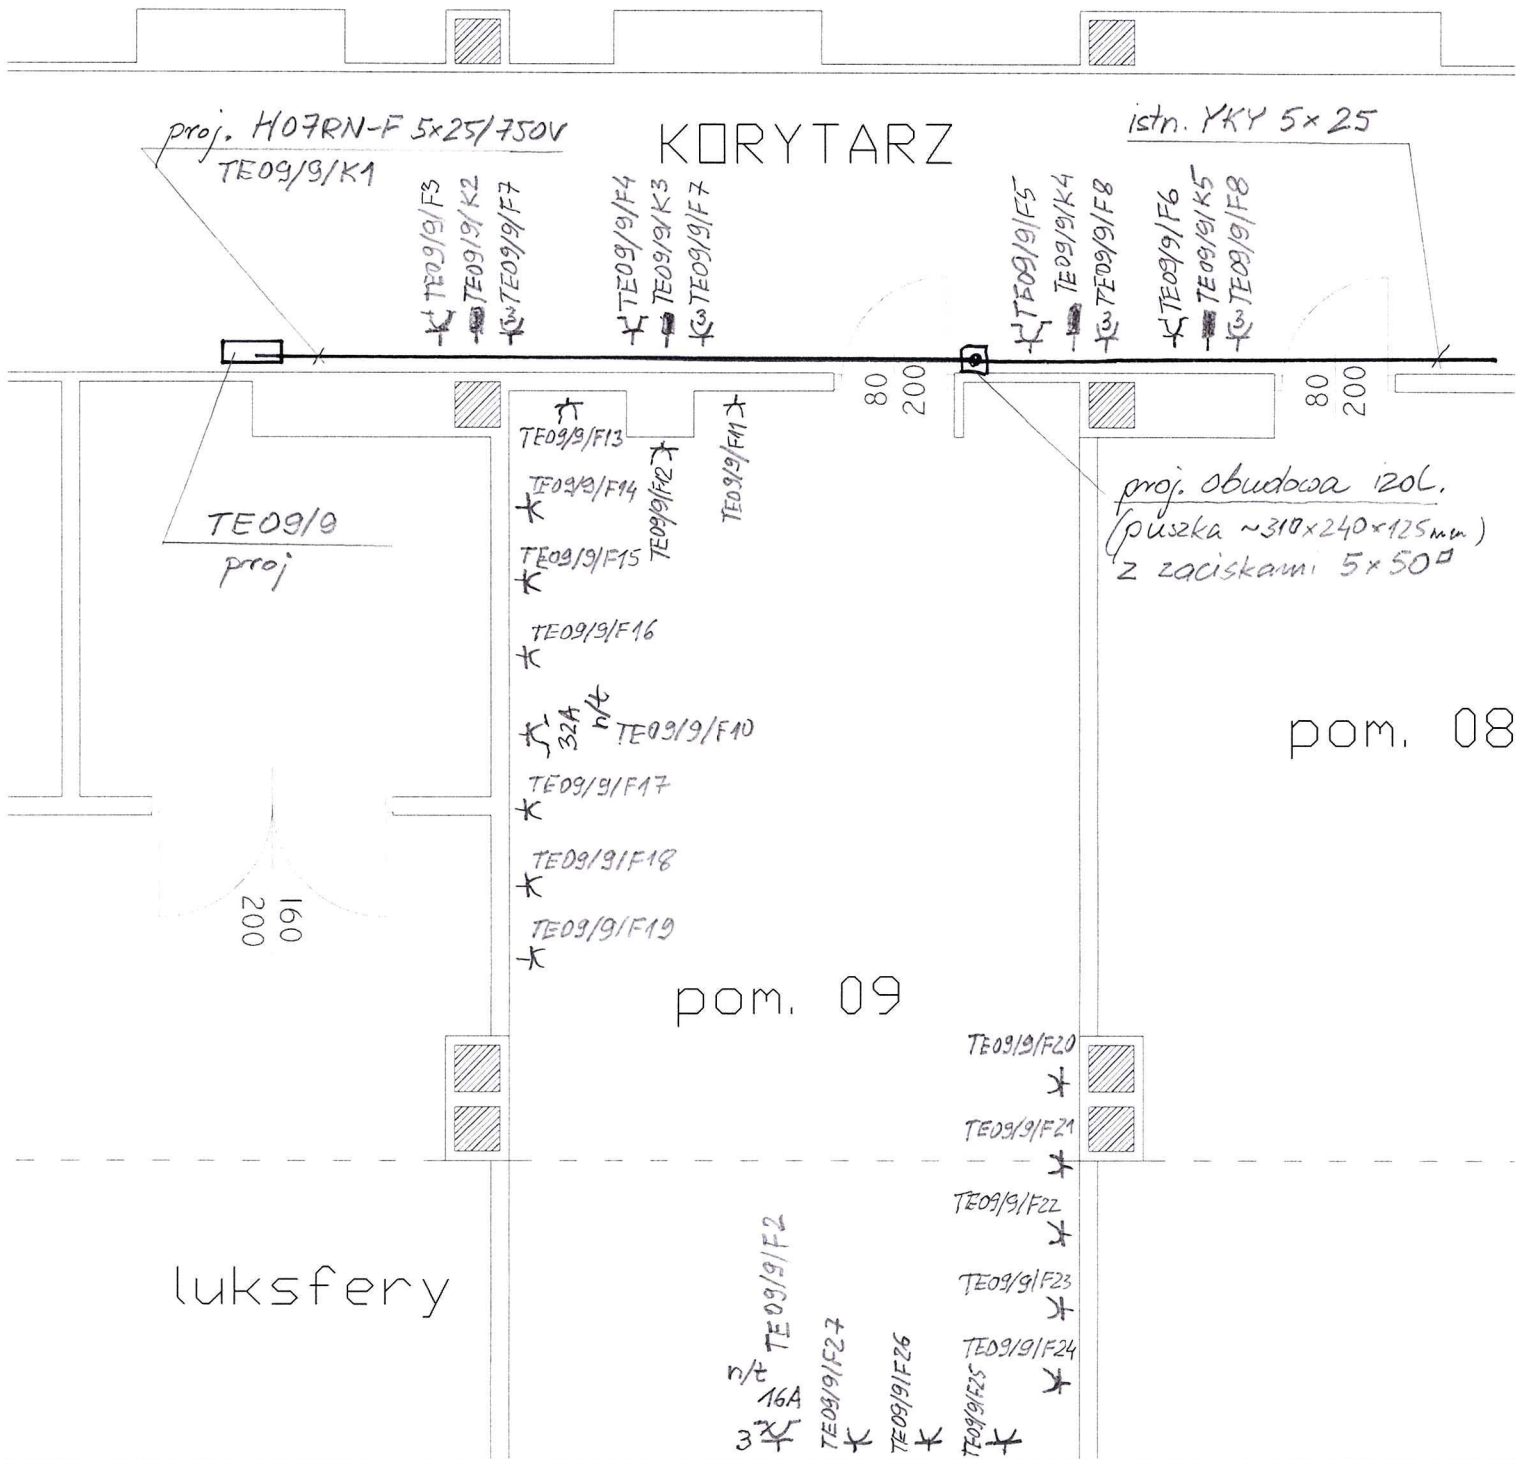 proj. H07RN-F 5x25/750V
TE09/9/K1
KORYTARZ
istn. YKY 5x25
TE09/9/F3
TE09/9/K2
3 TE09/9/F7
TE09/9/F4
TE09/9/K3
3 TE09/9/F7
TE09/9/F5
TE09/9/K4
3 TE09/9/F8
TE09/9/F6
TE09/9/K5
3 TE09/9/F8
80
200
80
200
TE09/9
proj
TE09/9/F13
TE09/9/F12
TE09/9/F11
TE09/9/F14
TE09/9/F15
TE09/9/F16
32A
n/t
TE09/9/F10
TE09/9/F17
TE09/9/F18
TE09/9/F19
proj. obudowa izol.
(puszka ~310x240x125mm)
z zaciskami 5x50□
pom. 08
160
200
pom. 09
TE09/9/F20
TE09/9/F21
TE09/9/F22
TE09/9/F23
TE09/9/F24
luksfery
TE09/9/F2
n/t
16A
3
TE09/9/F27
TE09/9/F26
TE09/9/F25